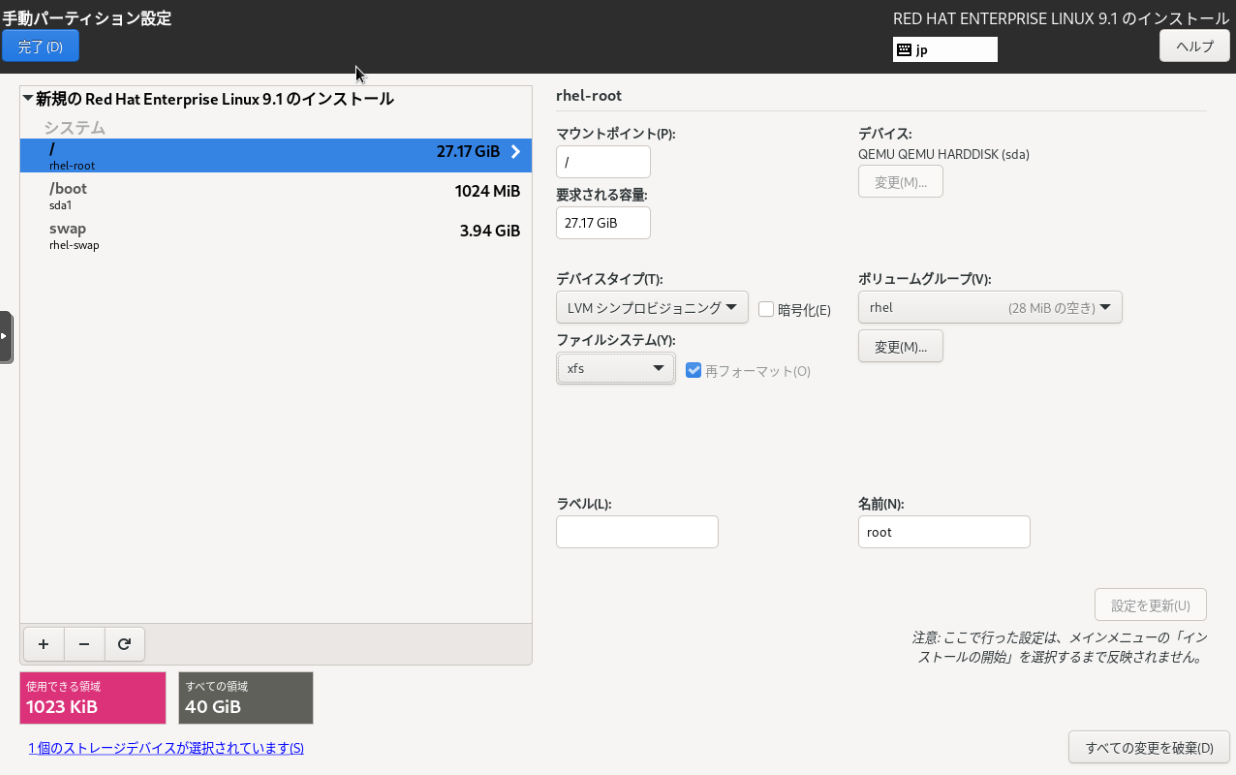 手動パーティション設定
RED HAT ENTERPRISE LINUX 9.1 のインストール
完了 (D)
jp
ヘルプ
新規の Red Hat Enterprise Linux 9.1 のインストール
システム
/
27.17 GiB
rhel-root
/boot
1024 MiB
sda1
swap
3.94 GiB
rhel-swap
rhel-root
マウントポイント(P):
デバイス:
/
QEMU QEMU HARDDISK (sda)
変更(M)...
要求される容量:
27.17 GiB
デバイスタイプ(T):
ボリュームグループ(V):
LVM シンプロビジョニング
暗号化(E)
rhel (28 MiB の空き)
ファイルシステム(Y):
変更(M)...
xfs
再フォーマット(O)
ラベル(L):
名前(N):
root
設定を更新(U)
注意: ここで行った設定は、メインメニューの「イン
ストールの開始」を選択するまで反映されません。
使用できる領域
1023 KiB
すべての領域
40 GiB
1 個のストレージデバイスが選択されています(S)
すべての変更を破棄(D)